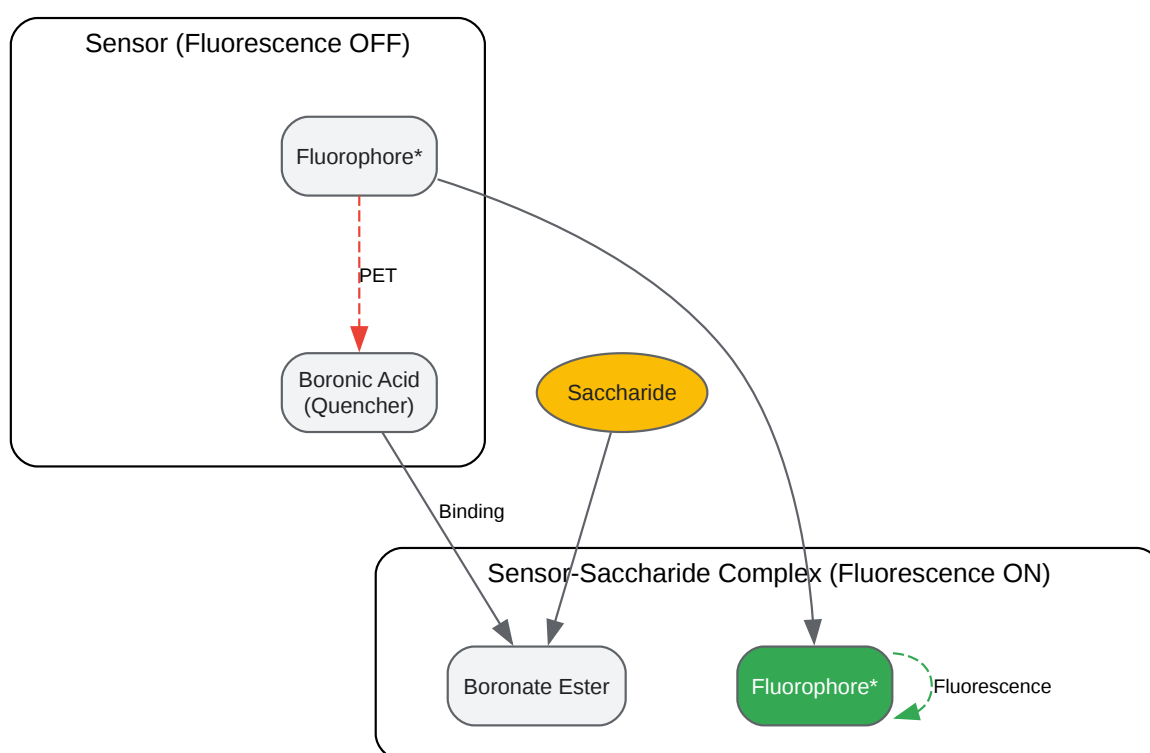 Sensor (Fluorescence OFF)
Fluorophore*
PET
Boronic Acid
(Quencher)
Saccharide
Binding
Sensor-Saccharide Complex (Fluorescence ON)
Boronate Ester
Fluorophore*
Fluorescence